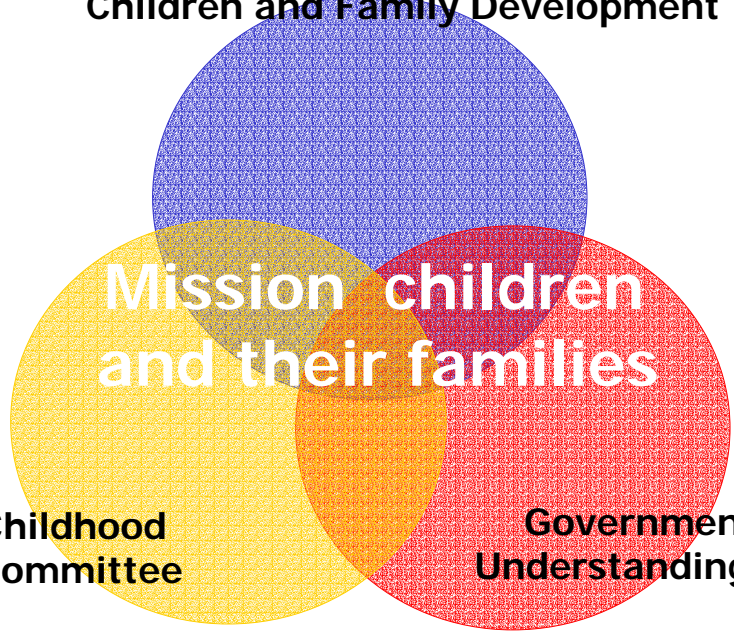 Children and Family Development
Mission children
and their families
Childhood
Committee
Governmen
Understanding